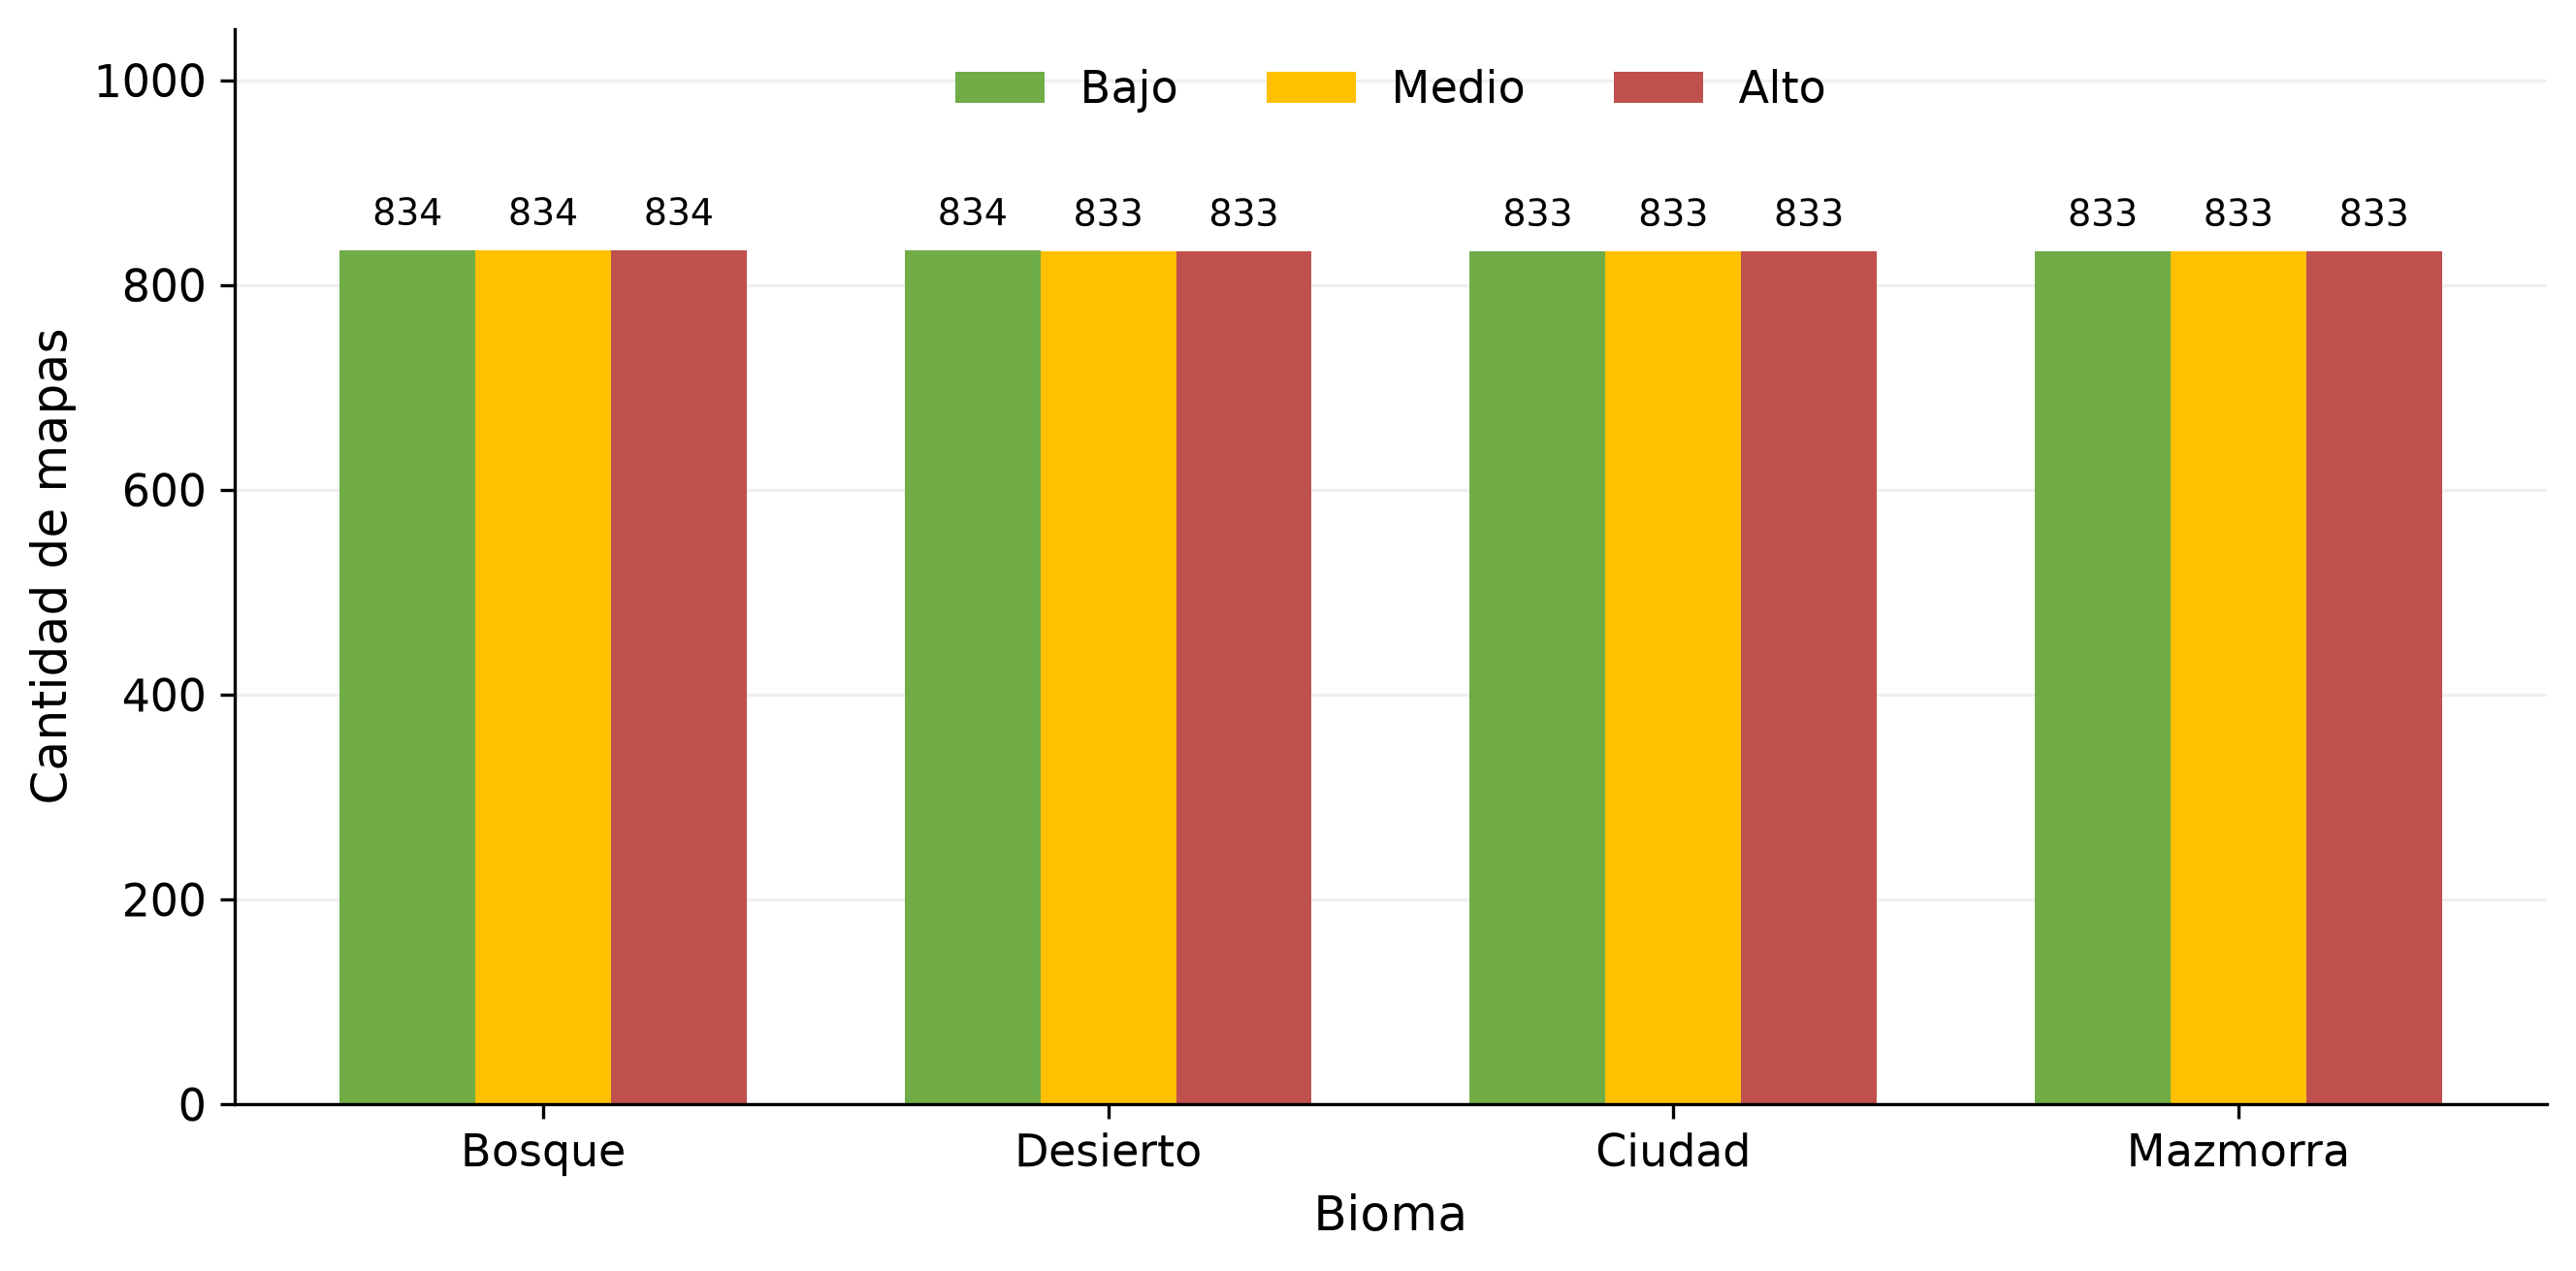 Bajo Medio Alto
1000
800
600
400
200
0
Cantidad de mapas
834 834 834 834 833 833 833 833 833 833 833 833
Bosque Desierto Ciudad Mazmorra
Bioma